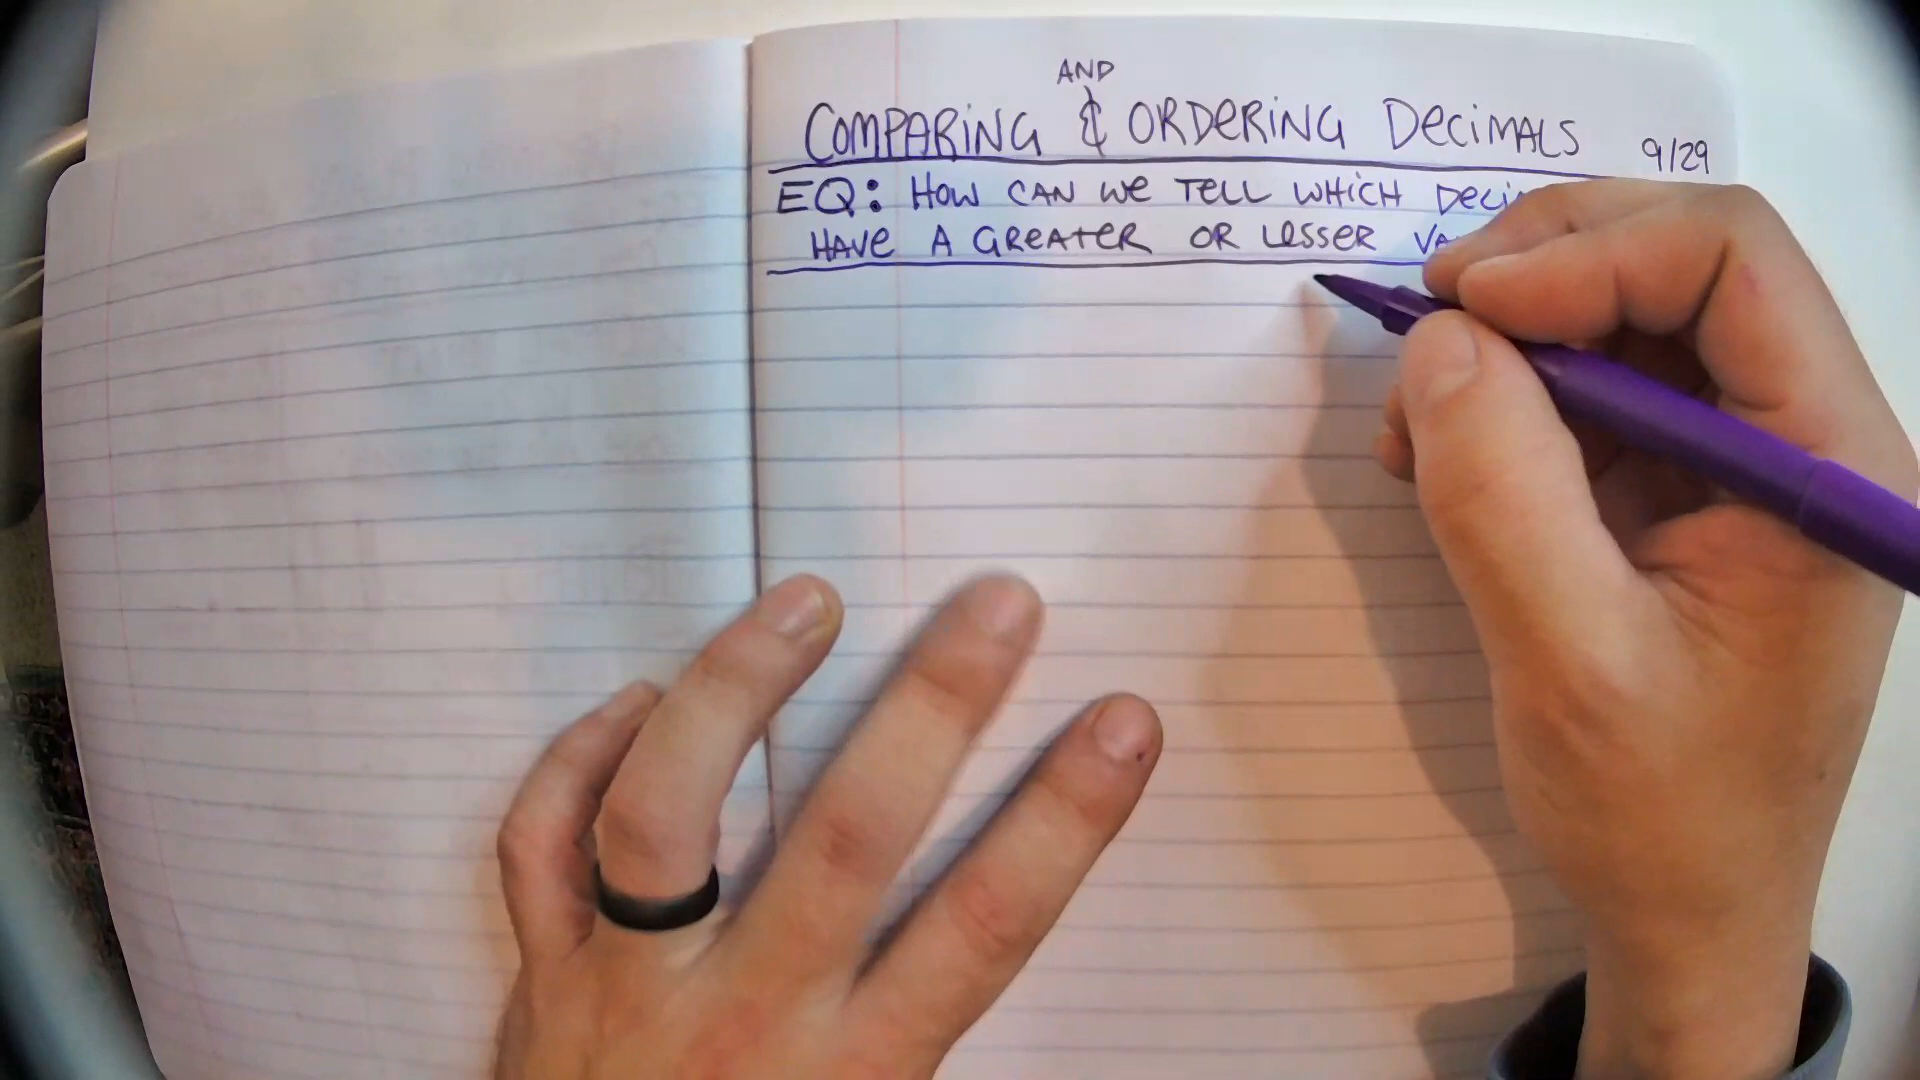 AND
COMPARING & ORDERING DECIMALS 9/29
EQ: HOW CAN WE TELL WHICH
HAVE A GREATER OR LESSER